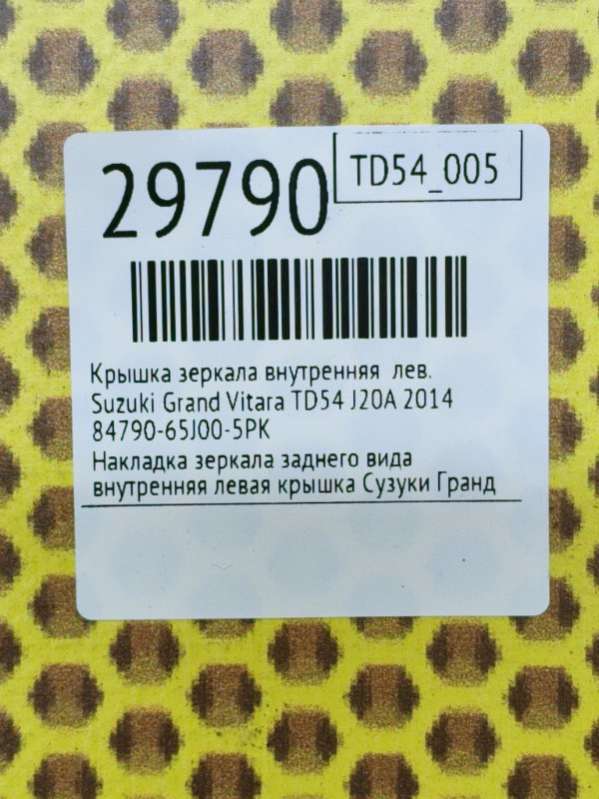 29790
TD54_005
Крышка зеркала внутренняя лев.
Suzuki Grand Vitara TD54 J20A 2014
84790-65J00-5PK
Накладка зеркала заднего вида
внутренняя левая крышка Сузуки Гранд